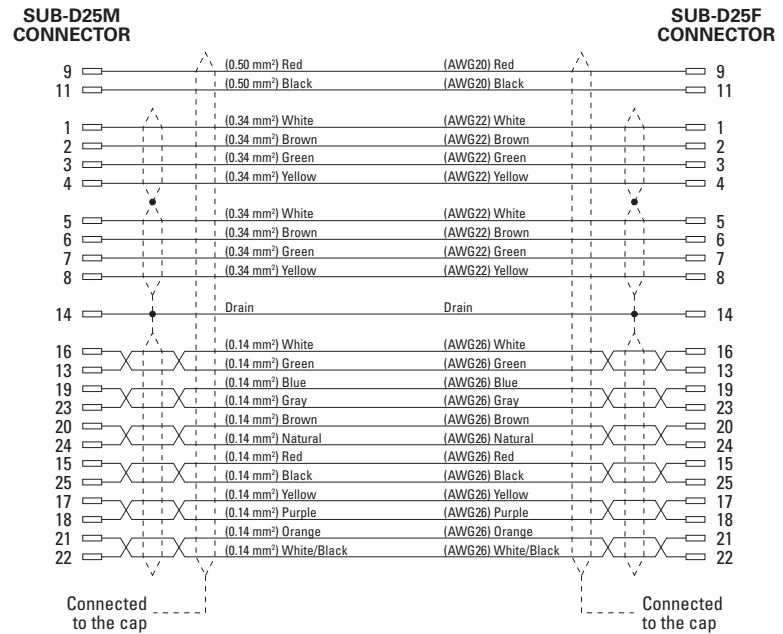 SUB-D25M CONNECTOR
SUB-D25F CONNECTOR
9 (0.50 mm²) Red (AWG20) Red 9
11 (0.50 mm²) Black (AWG20) Black 11
1 (0.34 mm²) White (AWG22) White 1
2 (0.34 mm²) Brown (AWG22) Brown 2
3 (0.34 mm²) Green (AWG22) Green 3
4 (0.34 mm²) Yellow (AWG22) Yellow 4
5 (0.34 mm²) White (AWG22) White 5
6 (0.34 mm²) Brown (AWG22) Brown 6
7 (0.34 mm²) Green (AWG22) Green 7
8 (0.34 mm²) Yellow (AWG22) Yellow 8
14 Drain Drain 14
16 (0.14 mm²) White (AWG26) White 16
13 (0.14 mm²) Green (AWG26) Green 13
19 (0.14 mm²) Blue (AWG26) Blue 19
23 (0.14 mm²) Gray (AWG26) Gray 23
20 (0.14 mm²) Brown (AWG26) Brown 20
24 (0.14 mm²) Natural (AWG26) Natural 24
15 (0.14 mm²) Red (AWG26) Red 15
25 (0.14 mm²) Black (AWG26) Black 25
17 (0.14 mm²) Yellow (AWG26) Yellow 17
18 (0.14 mm²) Purple (AWG26) Purple 18
21 (0.14 mm²) Orange (AWG26) Orange 21
22 (0.14 mm²) White/Black (AWG26) White/Black 22
Connected to the cap
Connected to the cap